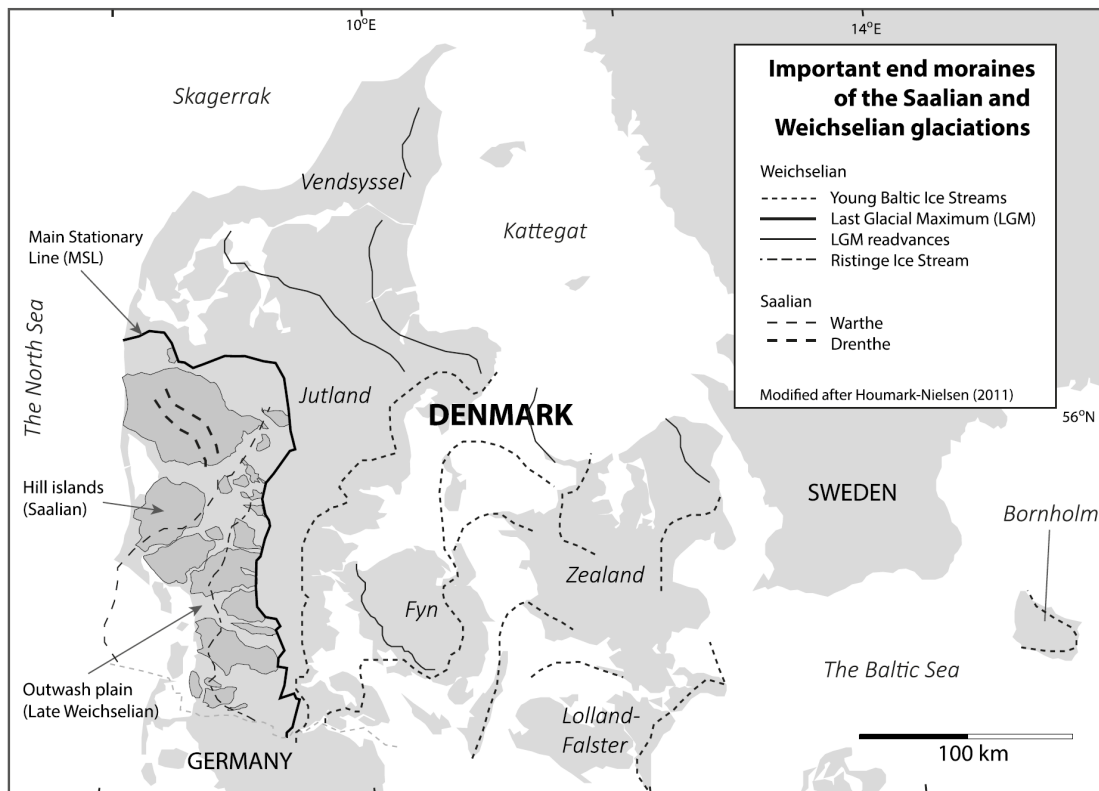 10°E
14°E
Skagerrak
Important end moraines
of the Saalian and
Weichselian glaciations
Weichselian
Young Baltic Ice Streams
Last Glacial Maximum (LGM)
LGM readvances
Ristinge Ice Stream
Saalian
Warthe
Drenthe
Modified after Houmark-Nielsen (2011)
Vendsyssel
Kattegat
Main Stationary
Line (MSL)
The North Sea
Jutland
DENMARK
56°N
Hill islands
(Saalian)
SWEDEN
Bornholm
Zealand
Fyn
The Baltic Sea
Outwash plain
(Late Weichselian)
Lolland-
Falster
GERMANY
100 km